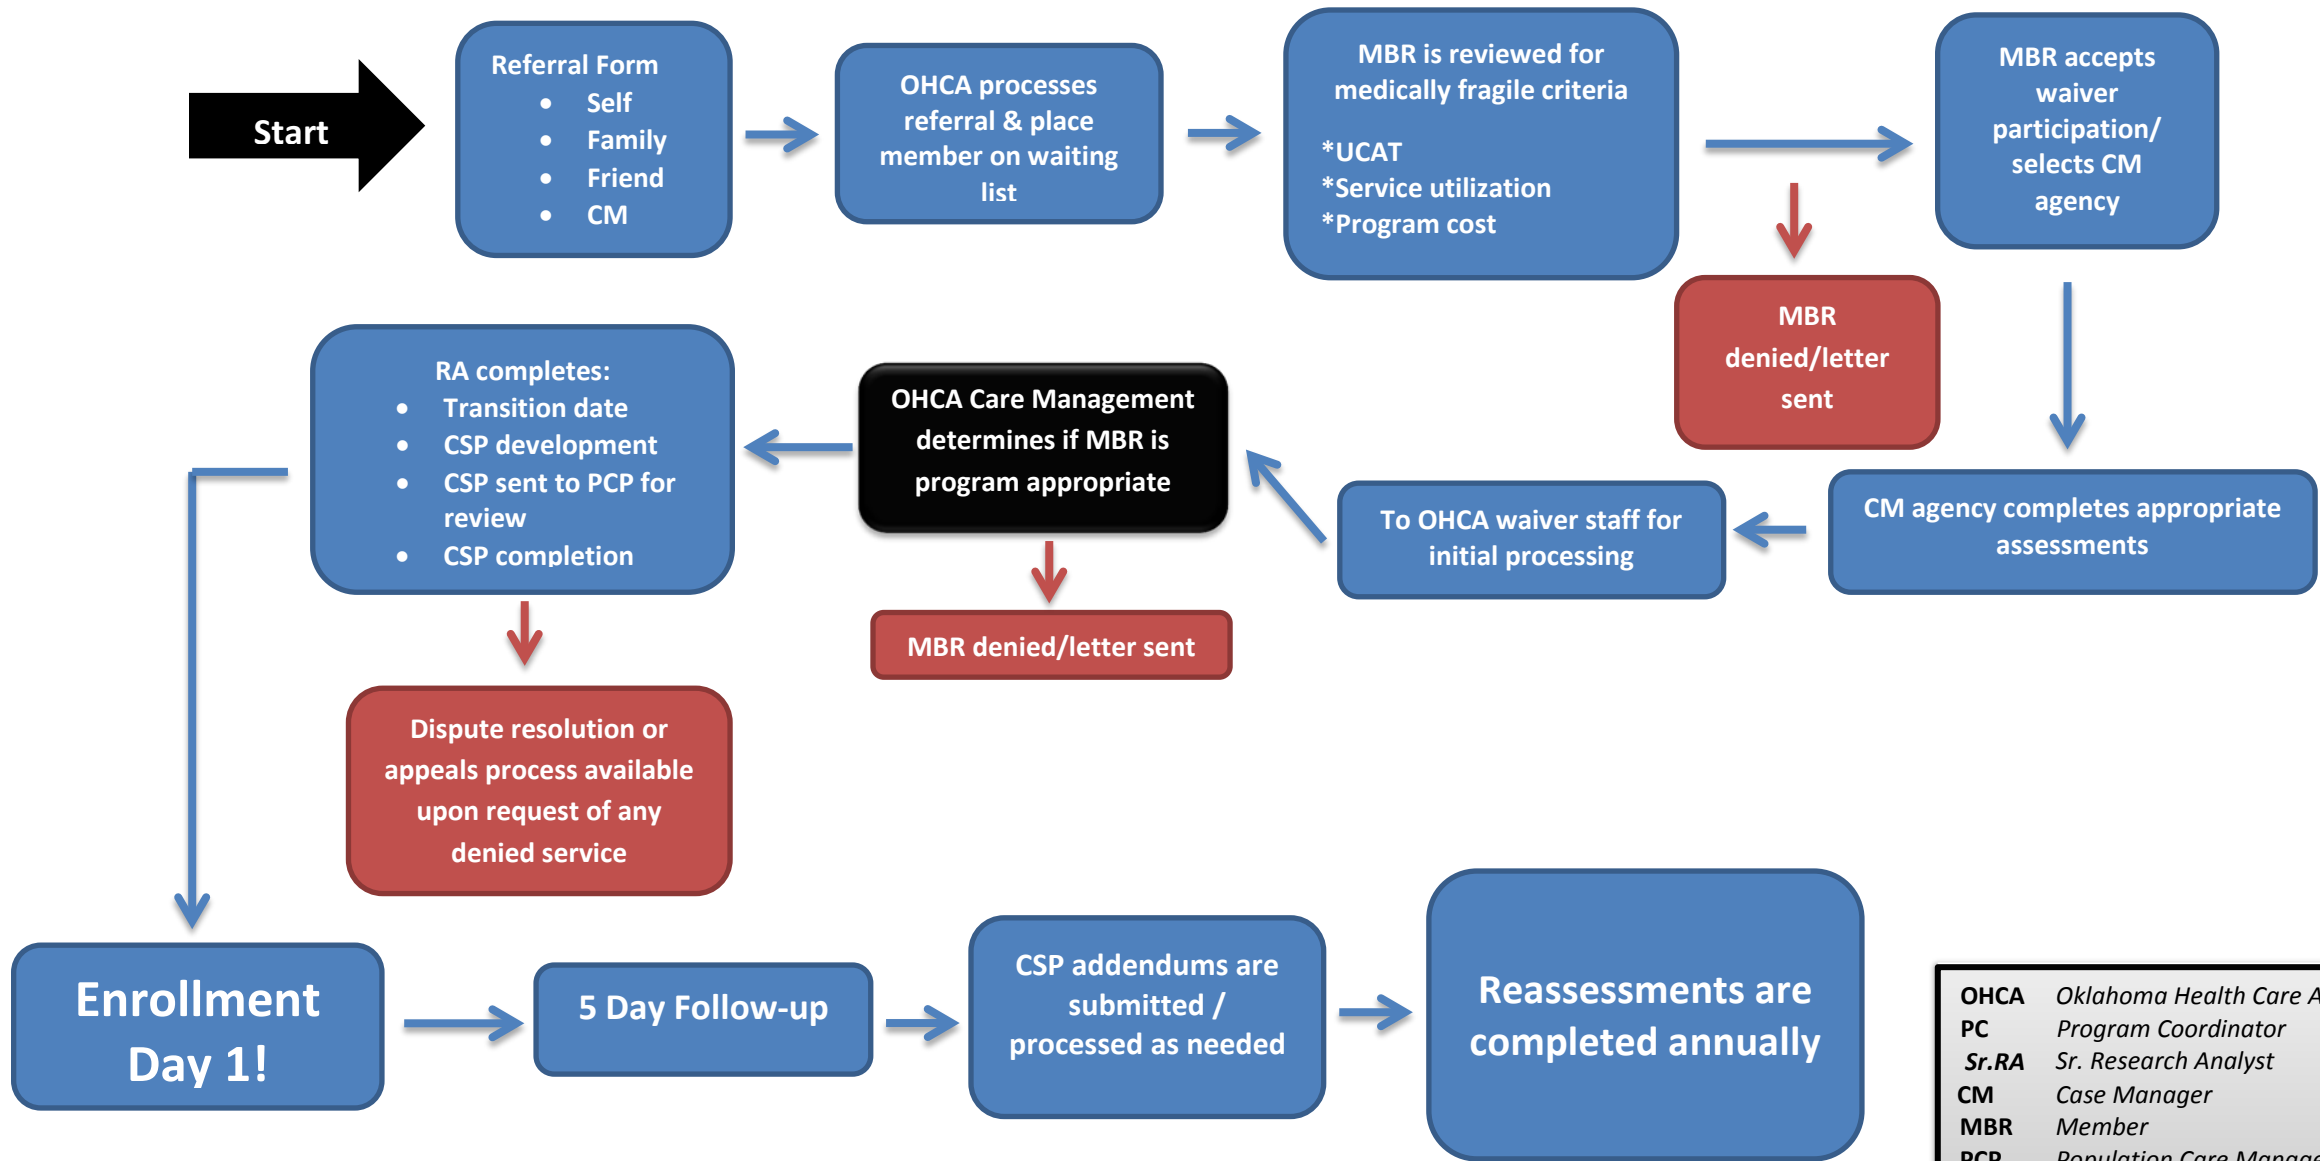 Start
Referral Form
• Self
• Family
• Friend
• CM
OHCA processes
referral & place
member on waiting
list
MBR is reviewed for
medically fragile criteria
*UCAT
*Service utilization
*Program cost
MBR accepts
waiver
participation/
selects CM
agency
MBR
denied/letter
sent
CM agency completes appropriate
assessments
To OHCA waiver staff for
initial processing
OHCA Care Management
determines if MBR is
program appropriate
MBR denied/letter sent
RA completes:
• Transition date
• CSP development
• CSP sent to PCP for
review
• CSP completion
Dispute resolution or
appeals process available
upon request of any
denied service
Enrollment
Day 1!
5 Day Follow-up
CSP addendums are
submitted /
processed as needed
Reassessments are
completed annually
OHCA Oklahoma Health Care A
PC Program Coordinator
Sr.RA Sr. Research Analyst
CM Case Manager
MBR Member
PCP Population Care Manage